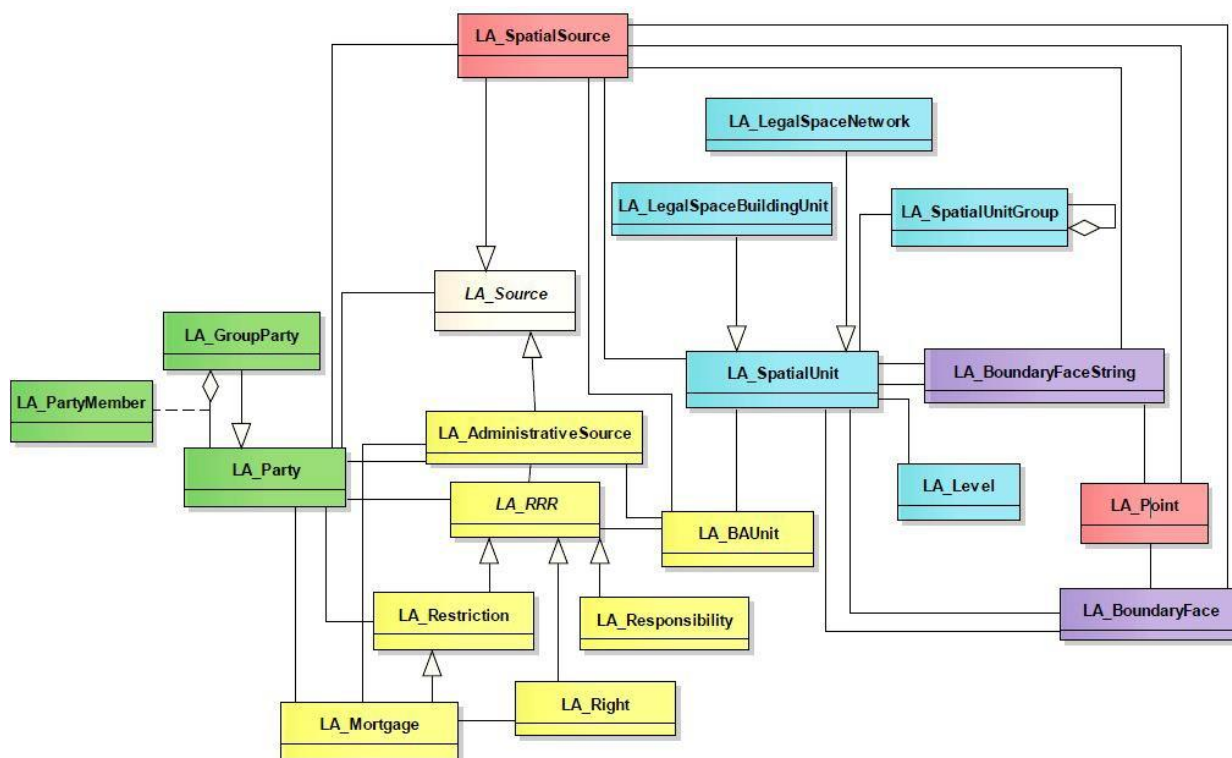 LA_SpatialSource
LA_LegalSpaceNetwork
LA_LegalSpaceBuildingUnit
LA_SpatialUnitGroup
LA_Source
LA_GroupParty
LA_SpatialUnit
LA_BoundaryFaceString
LA_PartyMember
LA_AdministrativeSource
LA_Party
LA_Level
LA_RRR
LA_Point
LA_BAUnit
LA_Restriction
LA_Responsibility
LA_BoundaryFace
LA_Right
LA_Mortgage